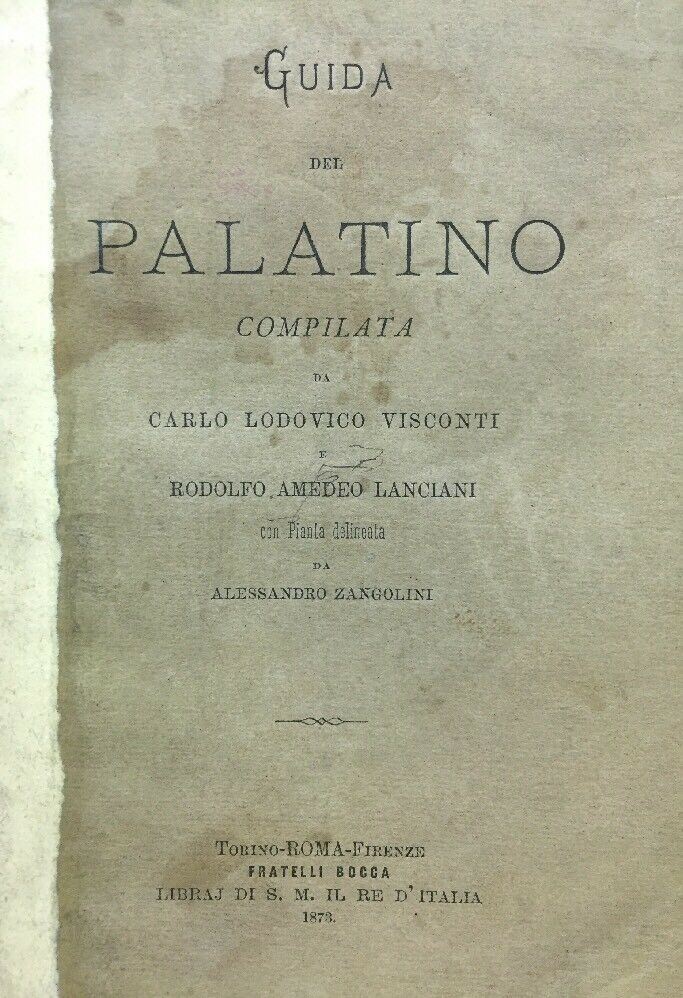 GUIDA
DEL
PALATINO
COMPILATA
DA
CARLO LODOVICO VISCONTI
E
RODOLFO AMEDEO LANCIANI
con Pianta delineata
DA
ALESSANDRO ZANGOLINI
TORINO-ROMA-FIRENZE
FRATELLI BOCCA
LIBRAJ DI S. M. IL RE D'ITALIA
1873.